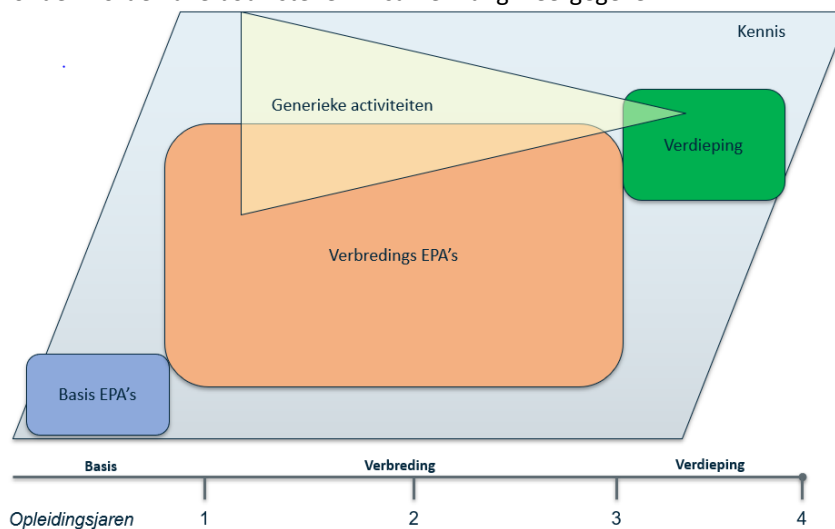 Kennis
Generieke activiteiten
Verdieping
Verbredings EPA's
Basis EPA's
Basis Verbreding Verdieping
Opleidingsjaren 1 2 3 4